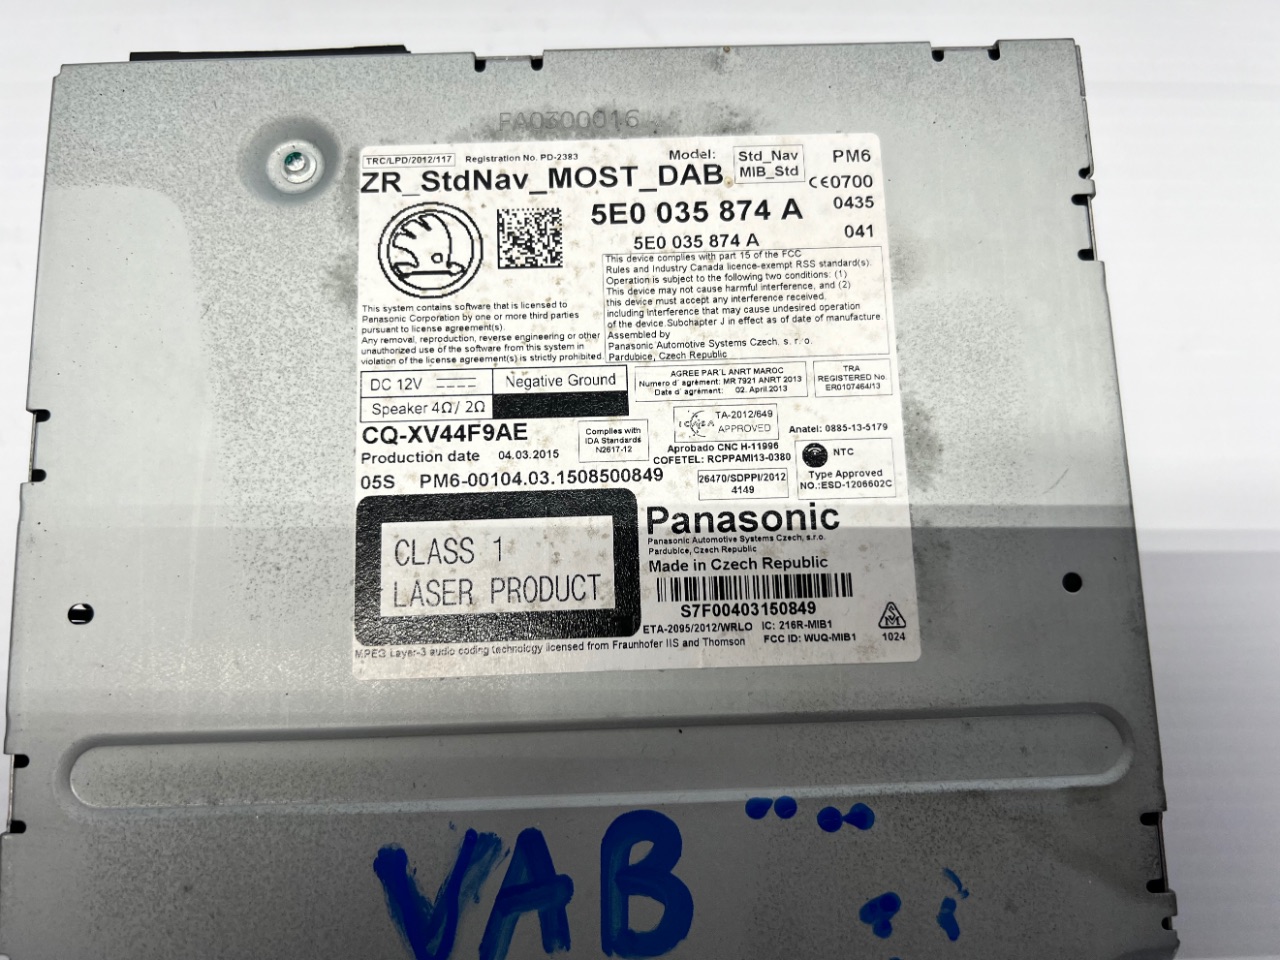 PA0300016
TRC/LPD/2012/117 Registration No. PD-2383 Model: Std_Nav MIB_Std PM6
ZR_StdNav_MOST_DAB CE0700
5E0 035 874 A 0435
5E0 035 874 A 041
This device complies with part 15 of the FCC
Rules and Industry Canada licence-exempt RSS standard(s).
Operation is subject to the following two conditions: (1)
This device may not cause harmful interference, and (2)
this device must accept any interference received,
including interference that may cause undesired operation
of the device.Subchapter J in effect as of date of manufacture.
Assembled by
Panasonic Automotive Systems Czech, s. r. o.
Pardubice, Czech Republic
This system contains software that is licensed to
Panasonic Corporation by one or more third parties
pursuant to license agreement(s).
Any removal, reproduction, reverse engineering or other
unauthorized use of the software from this system in
violation of the license agreement(s) is strictly prohibited.
DC 12V Negative Ground
Speaker 4Ω/ 2Ω
AGREE PAR'L ANRT MAROC
Numero d' agrément: MR 7921 ANRT 2013
Date d' agrément: 02. April.2013
TRA
REGISTERED No
ER0107464/13
CQ-XV44F9AE
Production date 04.03.2015
05S PM6-00104.03.1508500849
Complies with
IDA Standards
N2617-12
ICASA TA-2012/649
APPROVED
Anatel: 0885-13-5179
Aprobado CNC H-11996
COFETEL: RCPPAMI13-0380
26470/SDPPI/2012
4149
NTC
Type Approved
NO.:ESD-1206602C
CLASS 1
LASER PRODUCT
Panasonic
Panasonic Automotive Systems Czech, s.r.o.
Pardubice, Czech Republic
Made in Czech Republic
S7F00403150849
ETA-2095/2012/WRLO IC: 216R-MIB1
FCC ID: WUQ-MIB1
1024
MPEG Layer-3 audio coding technology licensed from Fraunhofer IIS and Thomson
VAB